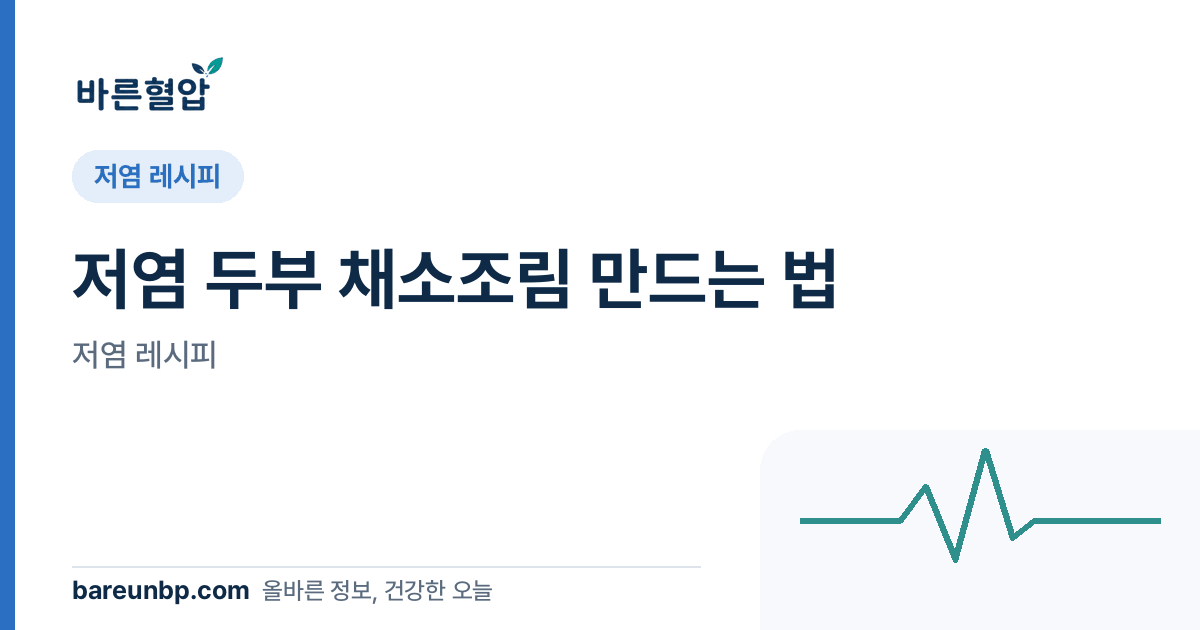 바른혈압
저염 레시피
저염 두부 채소조림 만드는 법
저염 레시피
bareunbp.com 올바른 정보, 건강한 오늘